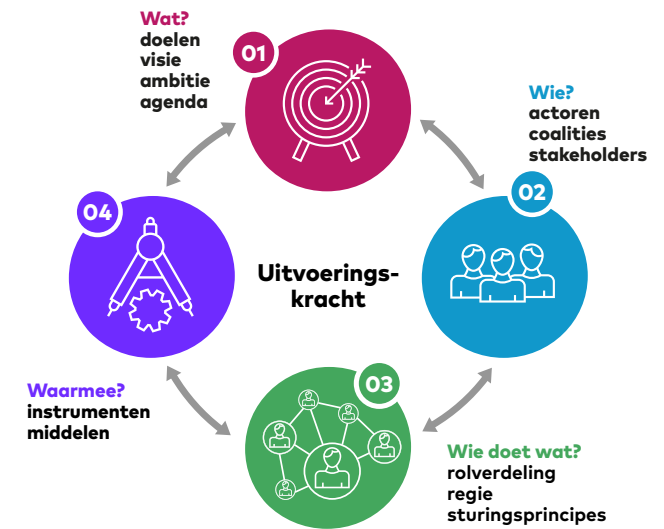 Wat?
doelen
visie
ambitie
agenda
01
Wie?
actoren
coalities
stakeholders
02
04
Uitvoerings-
kracht
03
Waarmee?
instrumenten
middelen
Wie doet wat?
rolverdeling
regie
sturingsprincipes